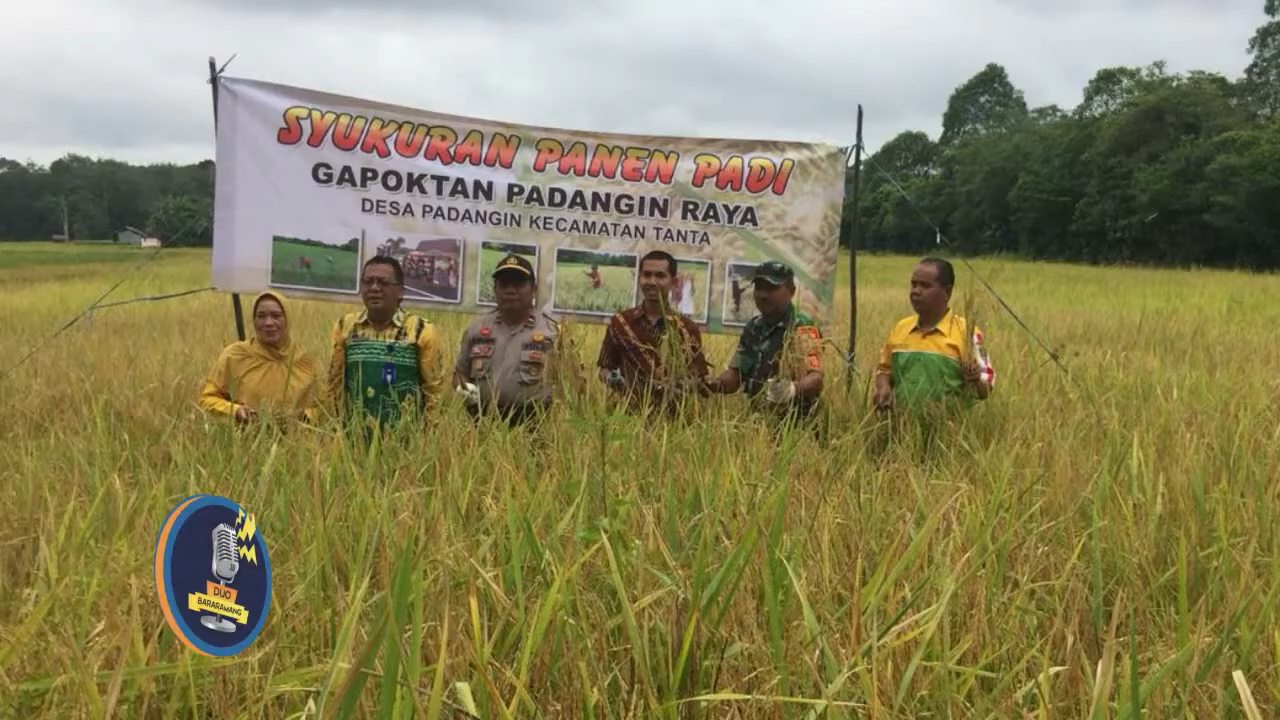 SYUKURAN PANEN PADI
GAPOKTAN PADANGIN RAYA
DESA PADANGIN KECAMATAN TANTA
DUO
BARARAMANG